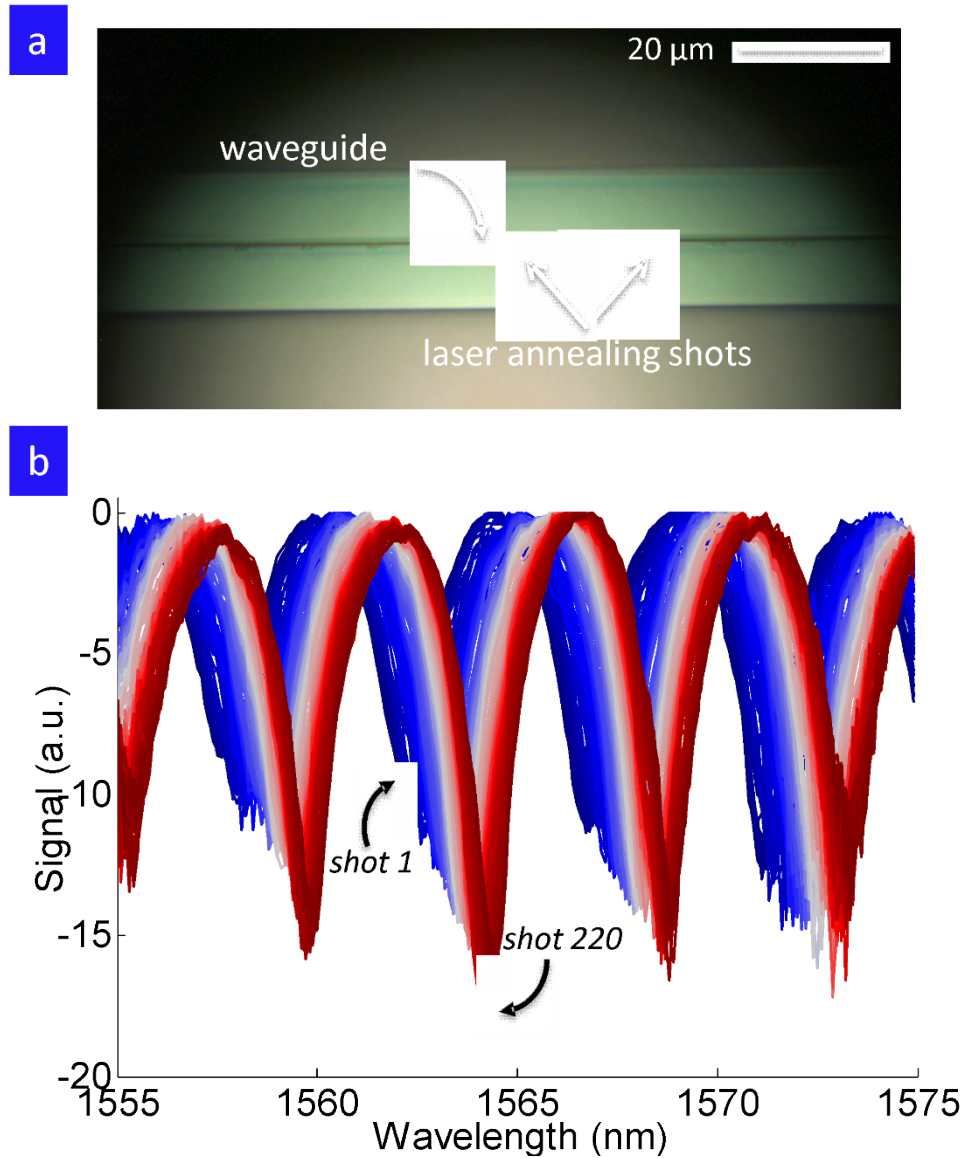 a
20 µm
waveguide
laser annealing shots
b
0
-5
-10
-15
-20
Signal (a.u.)
shot 1
shot 220
1555 1560 1565 1570 1575
Wavelength (nm)